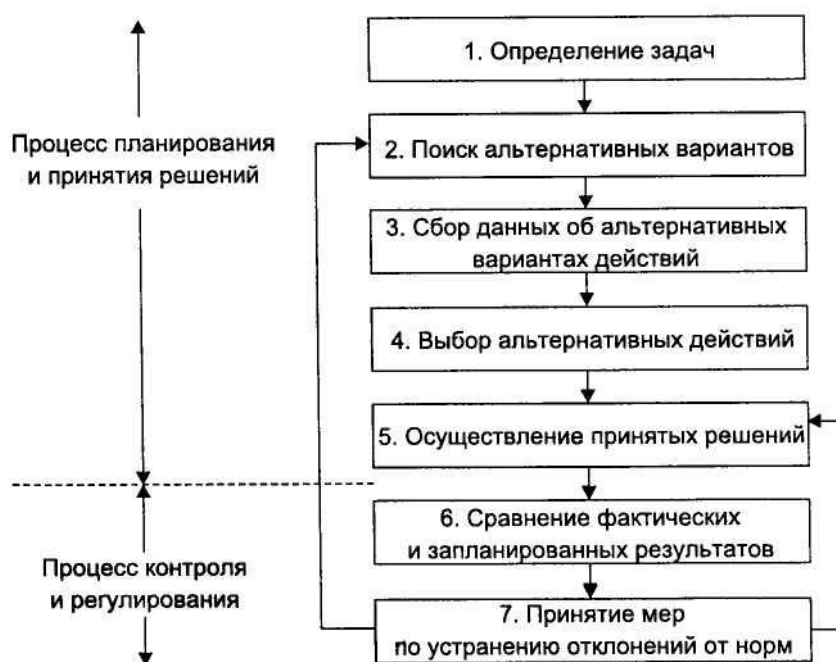 1. Определение задач
Процесс планирования
и принятия решений
2. Поиск альтернативных вариантов
3. Сбор данных об альтернативных
вариантах действий
4. Выбор альтернативных действий
5. Осуществление принятых решений
6. Сравнение фактических
и запланированных результатов
Процесс контроля
и регулирования
7. Принятие мер
по устранению отклонений от норм